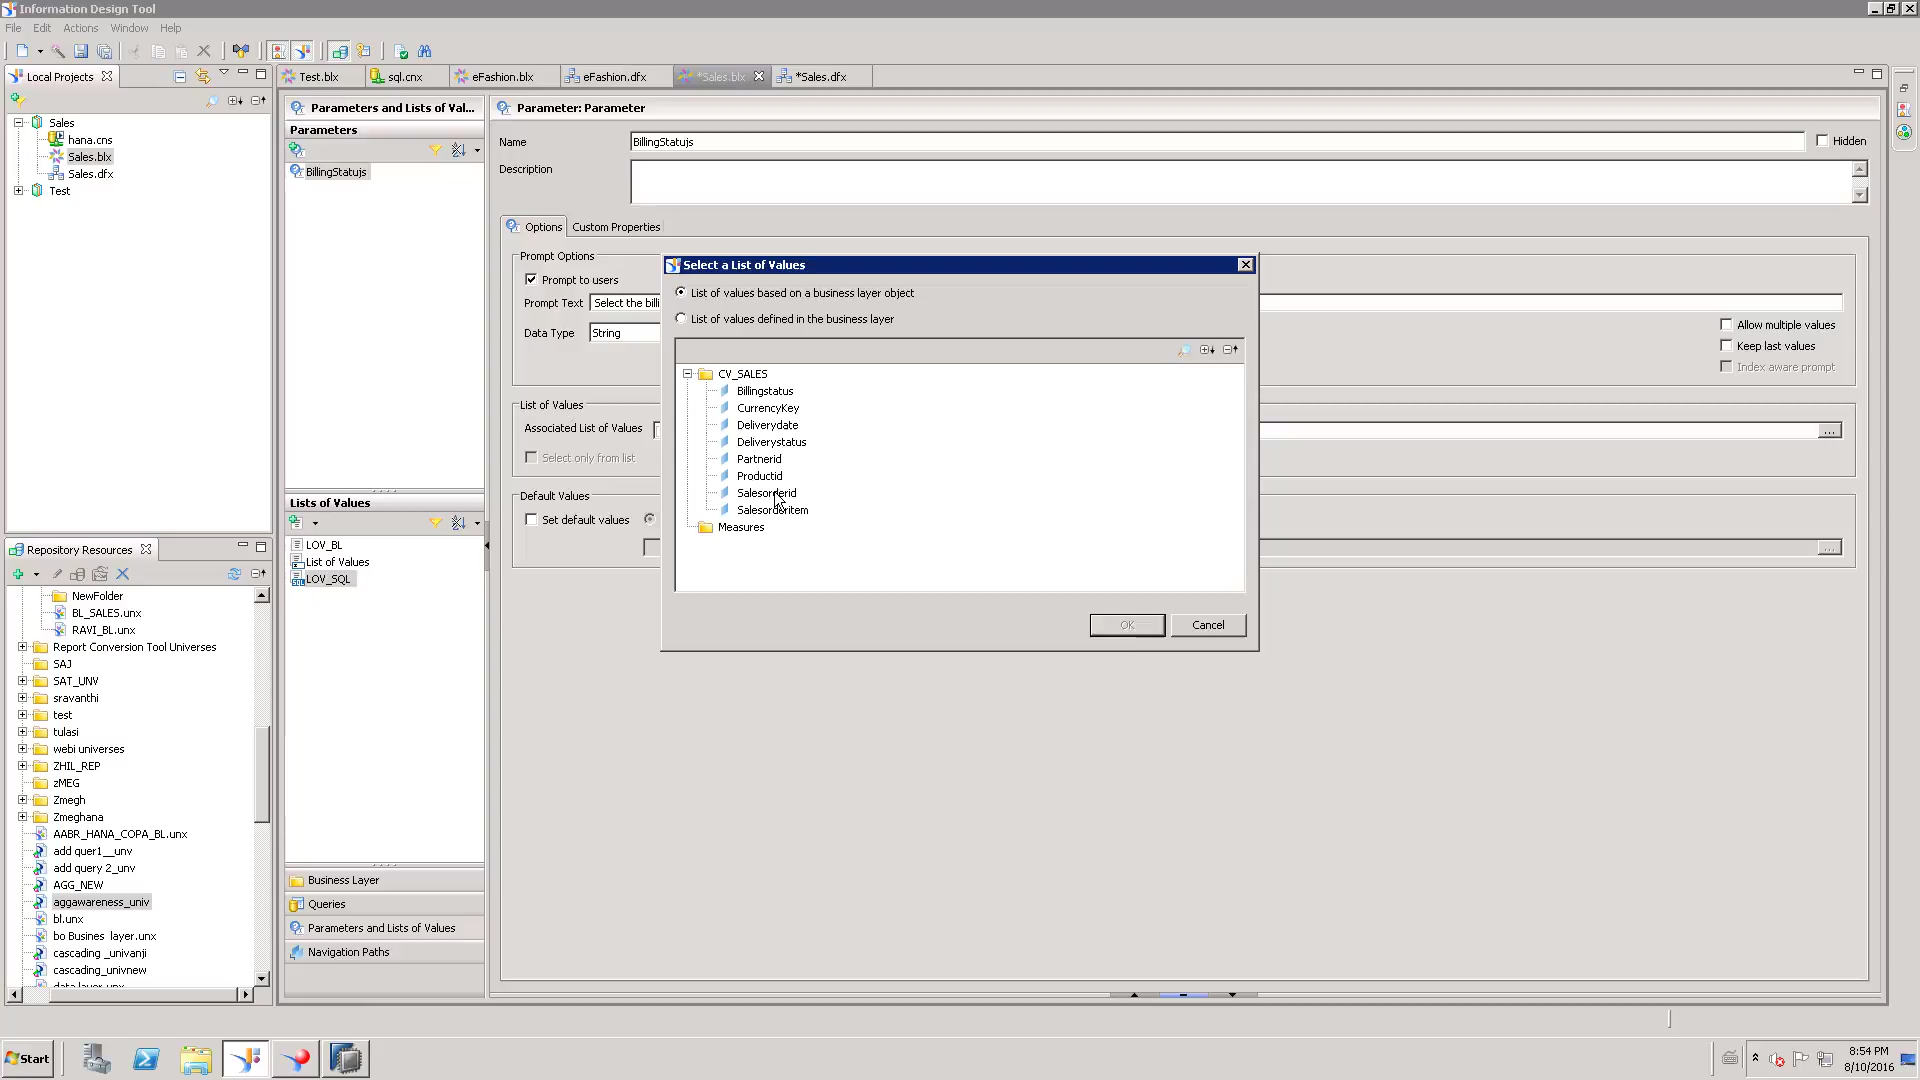 Information Design Tool
File Edit Actions Window Help
Local Projects
Test.blx
sql.cnx
eFashion.blx
eFashion.dfx
*Sales.blx
*Sales.dfx
Sales
hana.cns
Sales.blx
Sales.dfx
Test
Parameters and Lists of Val...
Parameters
BillingStatujs
Lists of Values
LOV_BL
List of Values
LOV_SQL
Business Layer
Queries
Parameters and Lists of Values
Navigation Paths
Parameter: Parameter
Name
BillingStatujs
Hidden
Description
Options
Custom Properties
Prompt Options
Prompt to users
Prompt Text
Select the billi
Data Type
String
Allow multiple values
Keep last values
Index aware prompt
List of Values
Associated List of Values
...
Select only from list
Default Values
Set default values
...
Select a List of Values
List of values based on a business layer object
List of values defined in the business layer
CV_SALES
Billingstatus
CurrencyKey
Deliverydate
Deliverystatus
Partnerid
Productid
Salesorderid
Salesorderitem
Measures
OK
Cancel
Repository Resources
NewFolder
BL_SALES.unx
RAVI_BL.unx
Report Conversion Tool Universes
SAJ
SAT_UNV
sravanthi
test
tulasi
webi universes
ZHIL_REP
zMEG
Zmegh
Zmeghana
AABR_HANA_COPA_BL.unx
add quer1__unv
add query 2_unv
AGG_NEW
aggawareness_univ
bl.unx
bo Busines layer.unx
cascading _univanji
cascading_univnew
data layer.unx
Start
8:54 PM
8/10/2016